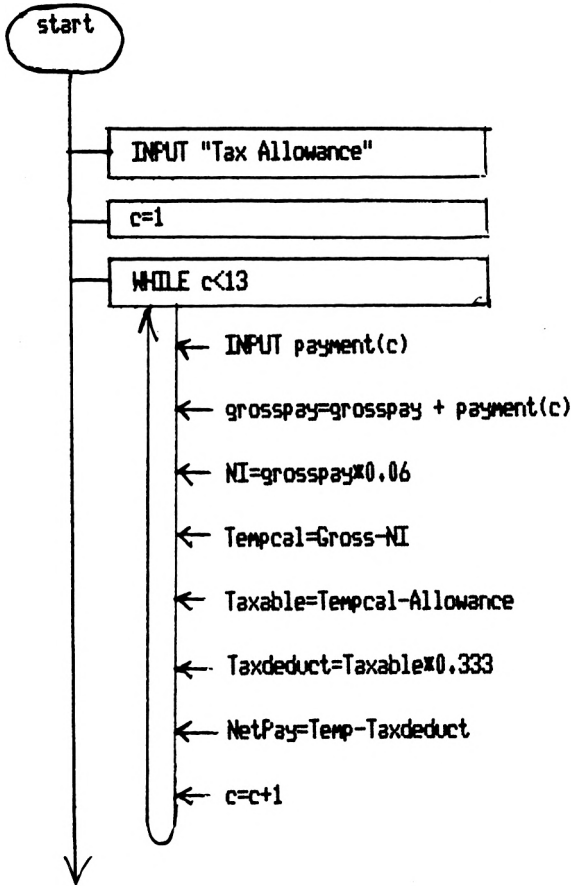 start
INPUT "Tax Allowance"
c=1
WHILE c<13
INPUT payment(c)
grosspay=grosspay + payment(c)
NI=grosspay*0.06
Tempcal=Gross-NI
Taxable=Tempcal-Allowance
Taxdeduct=Taxable*0.333
NetPay=Temp-Taxdeduct
c=c+1